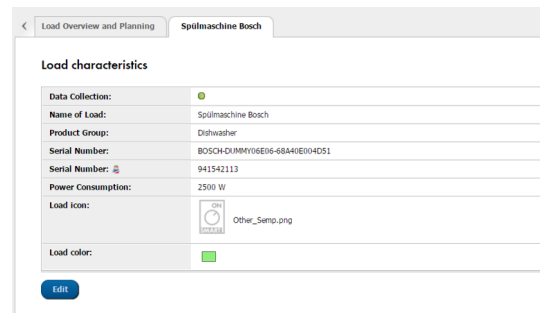 Load Overview and Planning
Spülmaschine Bosch
Load characteristics
Data Collection:
Name of Load: Spülmaschine Bosch
Product Group: Dishwasher
Serial Number: BOSCH-DUMMY06E06-68A40E004D51
Serial Number: 941542113
Power Consumption: 2500 W
Load icon: ON SMART Other_Semp.png
Load color:
Edit